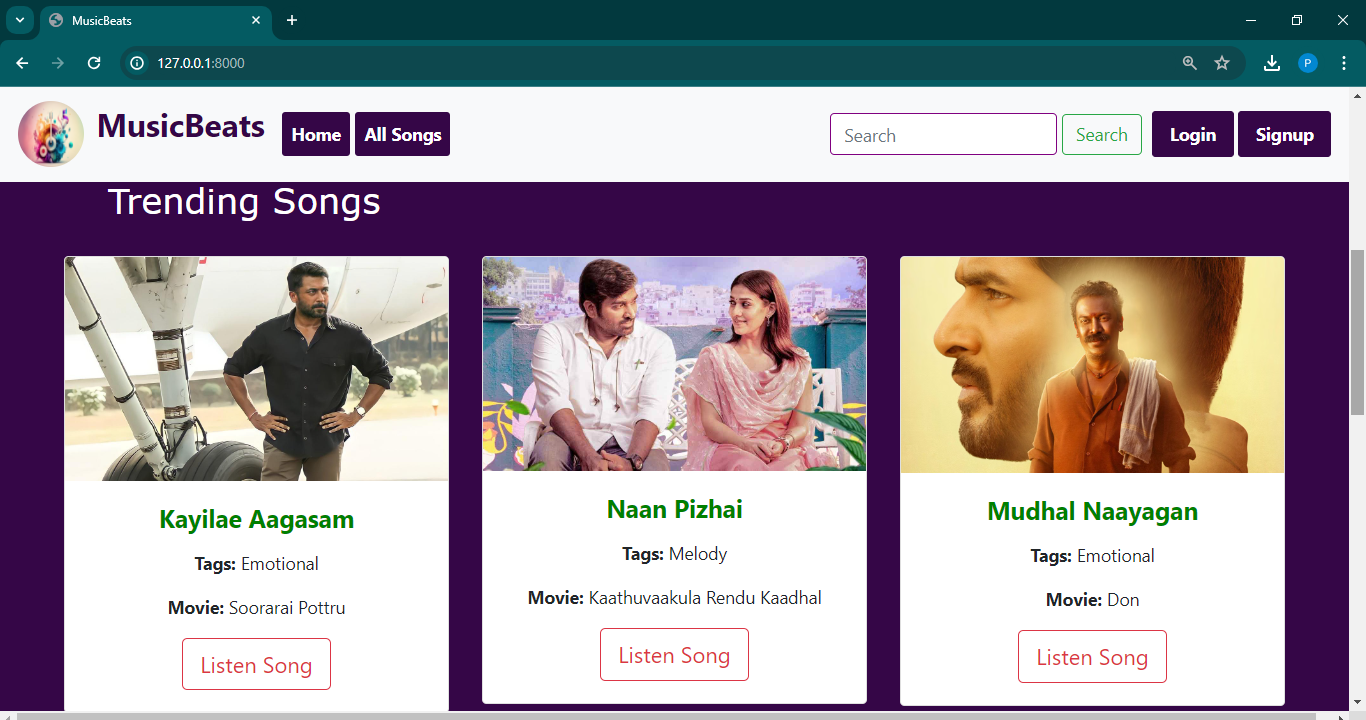 MusicBeats
127.0.0.1:8000
P
MusicBeats
Home
All Songs
Search
Search
Login
Signup
Trending Songs
Kayilae Aagasam
Tags: Emotional
Movie: Soorarai Pottru
Listen Song
Naan Pizhai
Tags: Melody
Movie: Kaathuvaakula Rendu Kaadhal
Listen Song
Mudhal Naayagan
Tags: Emotional
Movie: Don
Listen Song